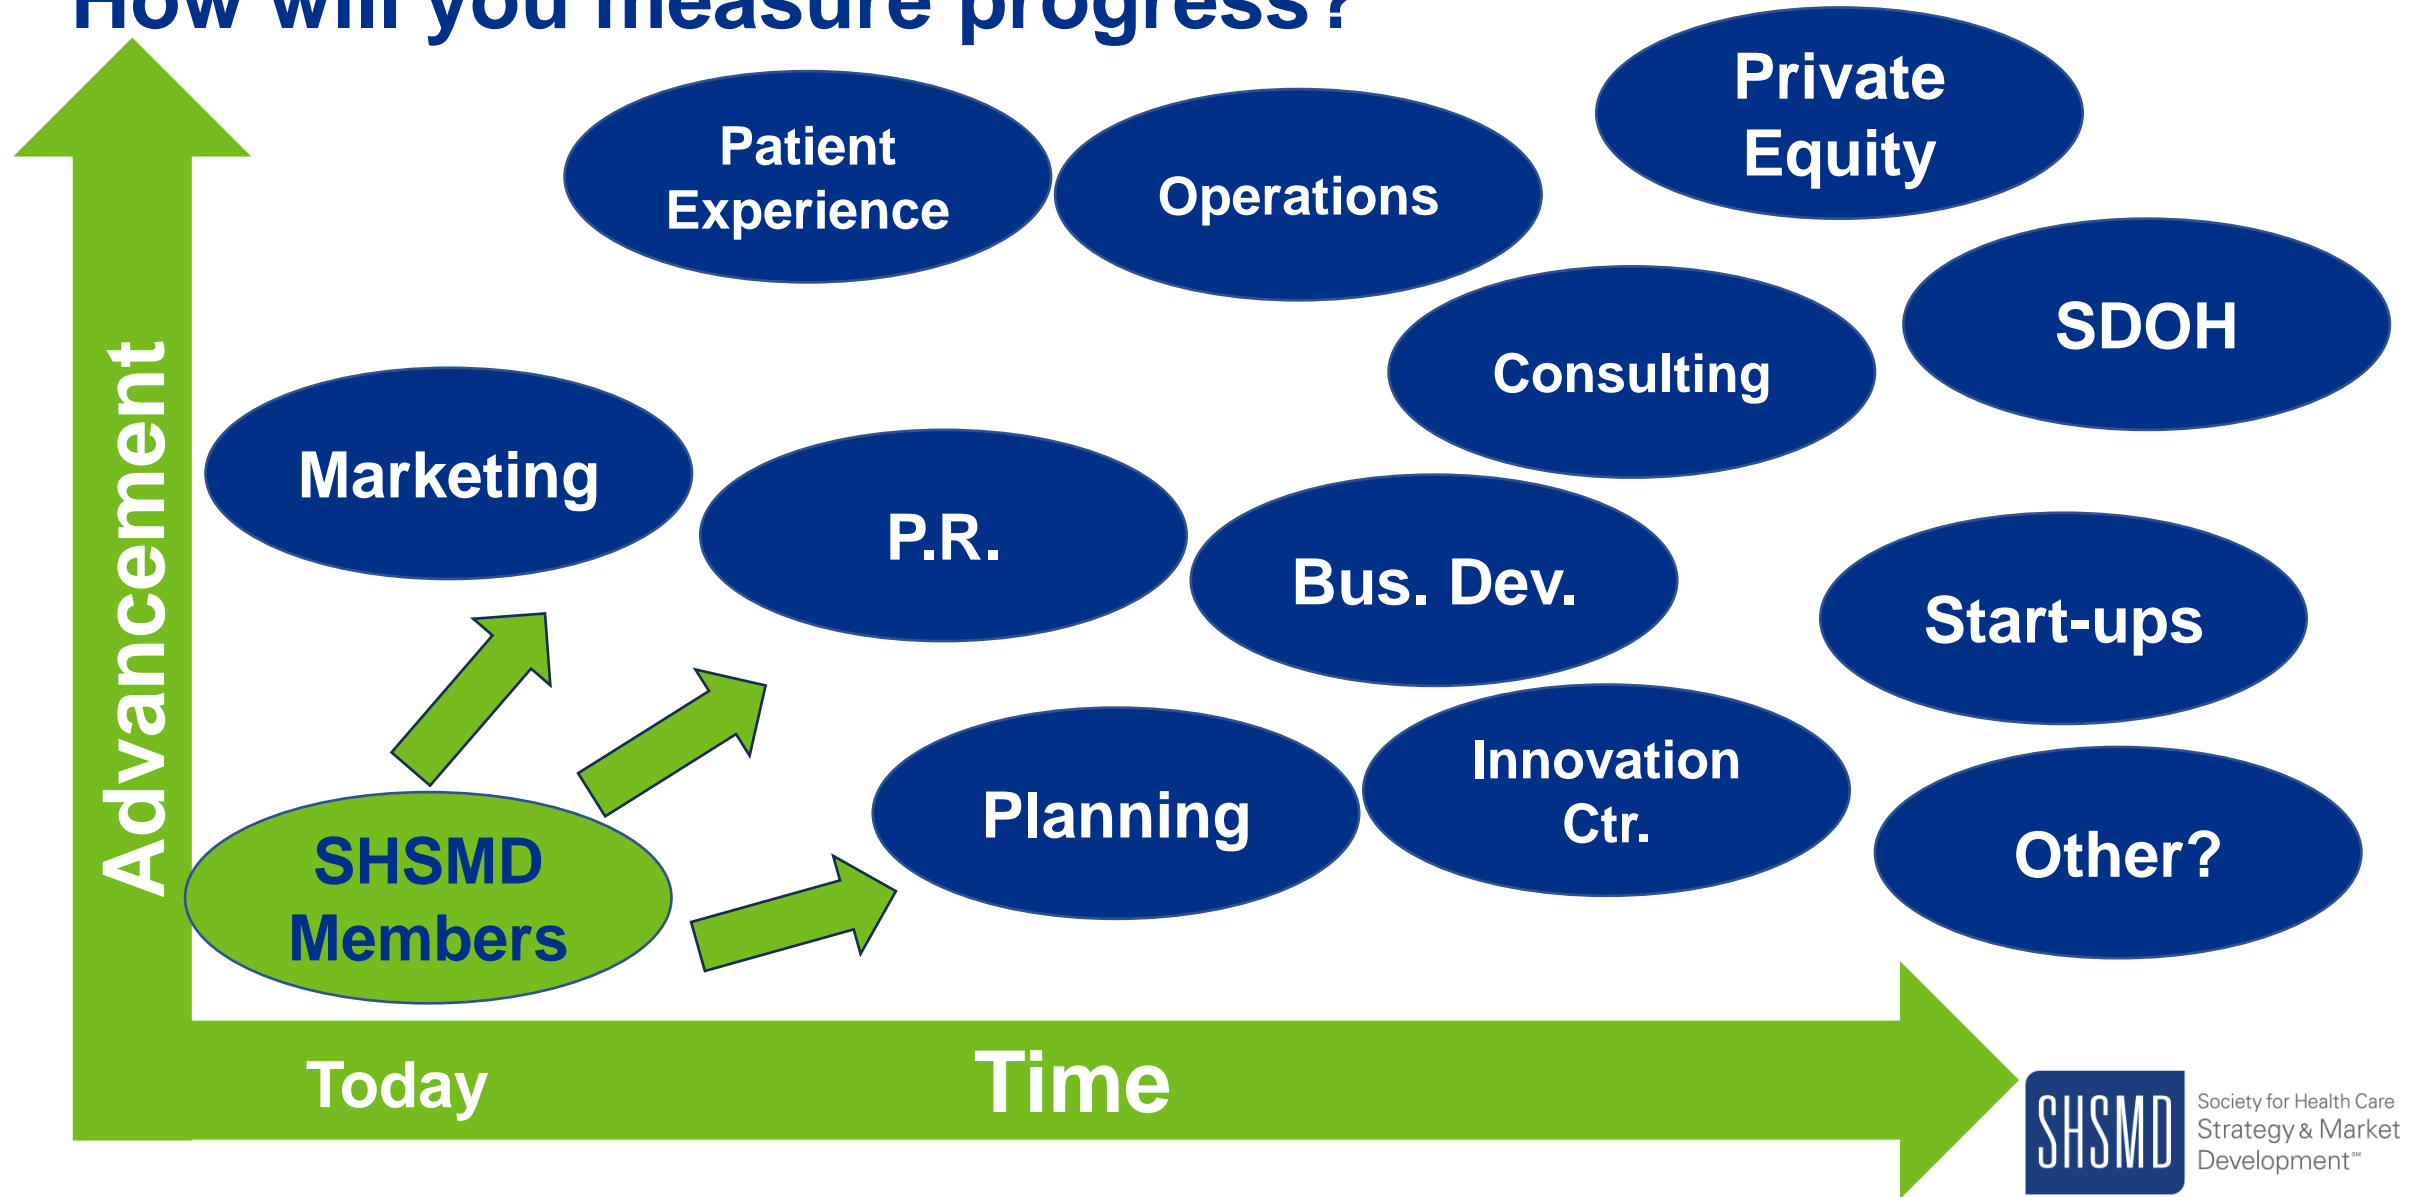 How will you measure progress?
Private
Equity
Patient
Experience
Operations
SDOH
Consulting
Marketing
P.R.
Bus. Dev.
Start-ups
Innovation
Ctr.
Planning
Other?
SHSMD
Members
Advancement
Today
Time
SHSMD
Society for Health Care
Strategy & Market
Development℠